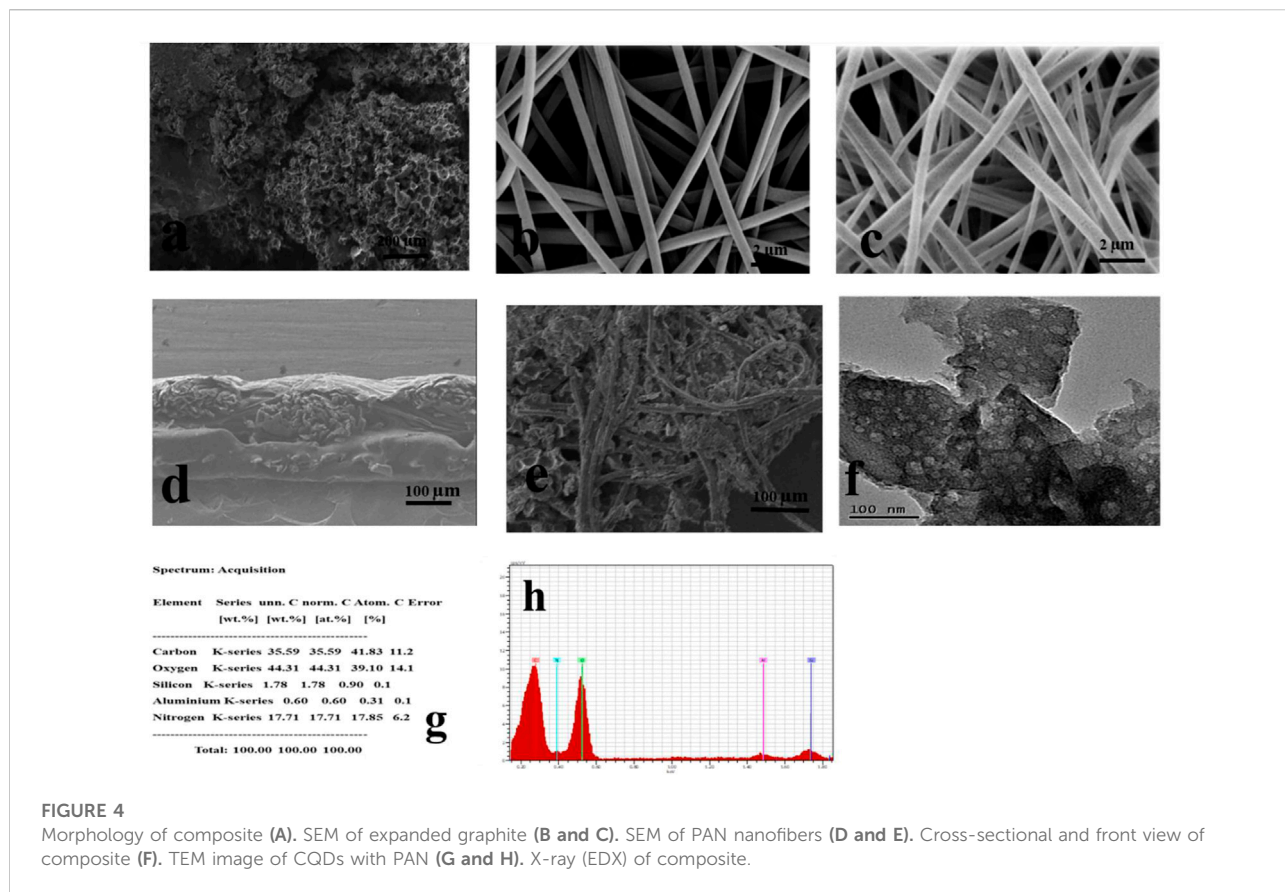 a
200 μm
b
2 μm
c
2 μm
d
100 μm
e
100 μm
f
100 nm
Spectrum: Acquisition
Element Series unn. C norm. C Atom. C Error
[wt.%] [wt.%] [at.%] [%]
------------------------------------------------
Carbon K-series 35.59 35.59 41.83 11.2
Oxygen K-series 44.31 44.31 39.10 14.1
Silicon K-series 1.78 1.78 0.90 0.1
Aluminium K-series 0.60 0.60 0.31 0.1
Nitrogen K-series 17.71 17.71 17.85 6.2
------------------------------------------------
Total: 100.00 100.00 100.00
g
h
FIGURE 4
Morphology of composite (A). SEM of expanded graphite (B and C). SEM of PAN nanofibers (D and E). Cross-sectional and front view of
composite (F). TEM image of CQDs with PAN (G and H). X-ray (EDX) of composite.